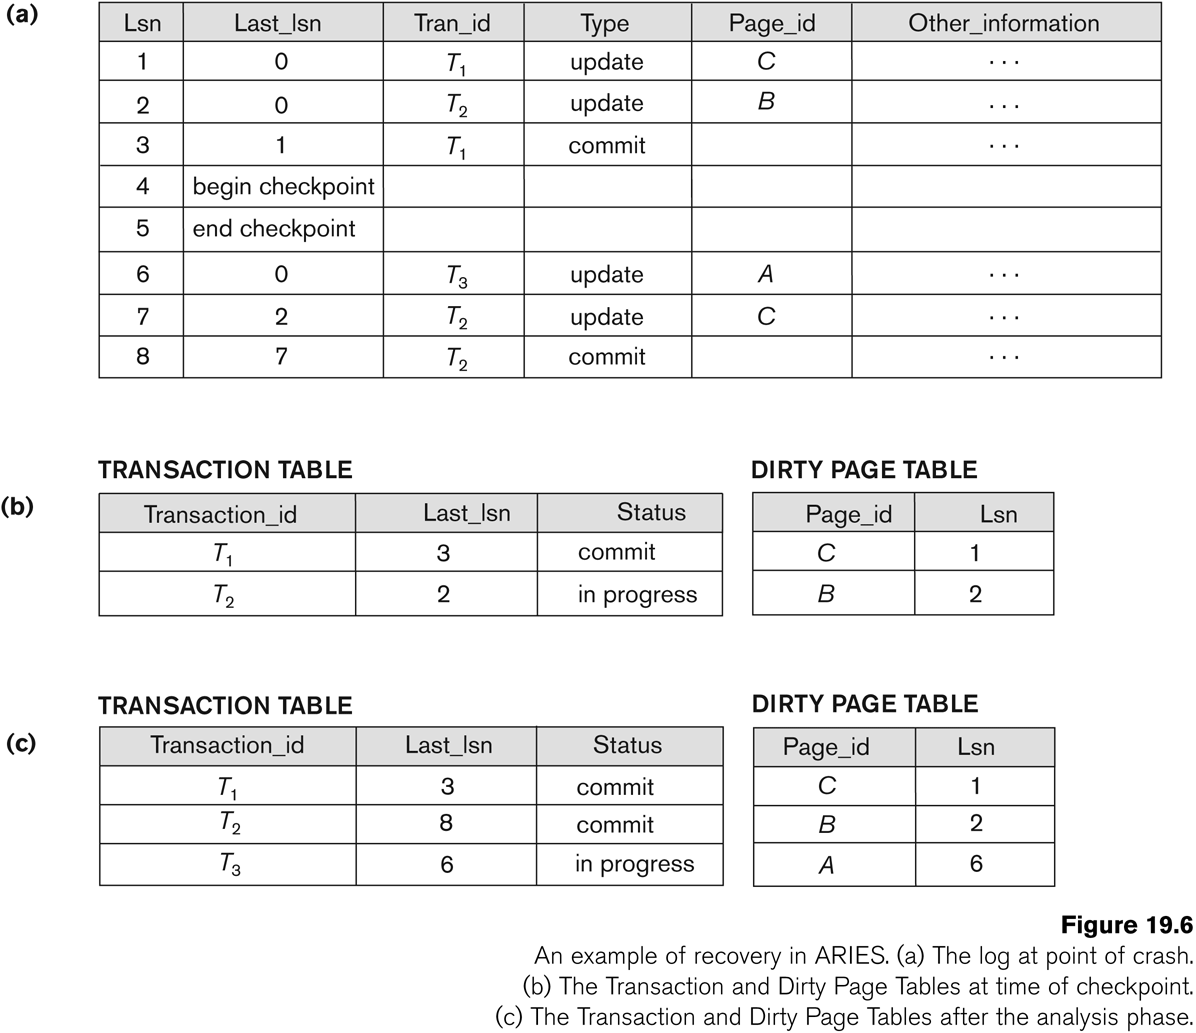 (a)
Lsn Last_lsn Tran_id Type Page_id Other_information
1 0 T1 update C · · ·
2 0 T2 update B · · ·
3 1 T1 commit · · ·
4 begin checkpoint
5 end checkpoint
6 0 T3 update A · · ·
7 2 T2 update C · · ·
8 7 T2 commit · · ·
TRANSACTION TABLE DIRTY PAGE TABLE
(b)
Transaction_id Last_lsn Status Page_id Lsn
T1 3 commit C 1
T2 2 in progress B 2
TRANSACTION TABLE DIRTY PAGE TABLE
(c)
Transaction_id Last_lsn Status Page_id Lsn
T1 3 commit C 1
T2 8 commit B 2
T3 6 in progress A 6
Figure 19.6
An example of recovery in ARIES. (a) The log at point of crash.
(b) The Transaction and Dirty Page Tables at time of checkpoint.
(c) The Transaction and Dirty Page Tables after the analysis phase.